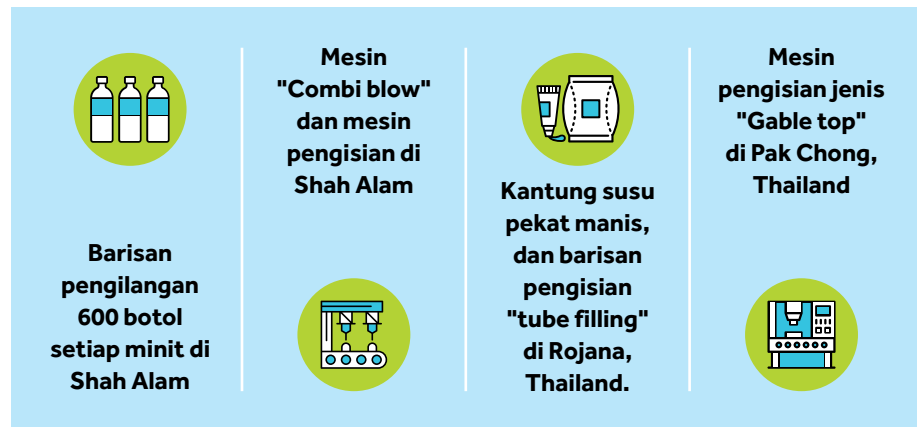 Barisan
pengilangan
600 botol
setiap minit di
Shah Alam
Mesin
"Combi blow"
dan mesin
pengisian di
Shah Alam
Kantung susu
pekat manis,
dan barisan
pengisian
"tube filling"
di Rojana,
Thailand.
Mesin
pengisian jenis
"Gable top"
di Pak Chong,
Thailand